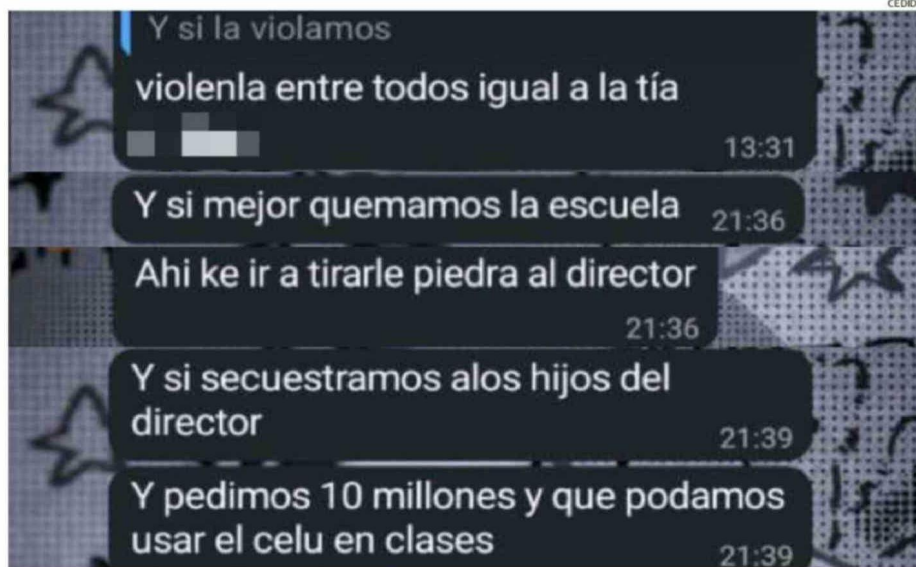 CEDID
Y si la violamos
violenla entre todos igual a la tía
13:31
Y si mejor quemamos la escuela
21:36
Ahi ke ir a tirarle piedra al director
21:36
Y si secuestramos alos hijos del
director
21:39
Y pedimos 10 millones y que podamos
usar el celu en clases
21:39